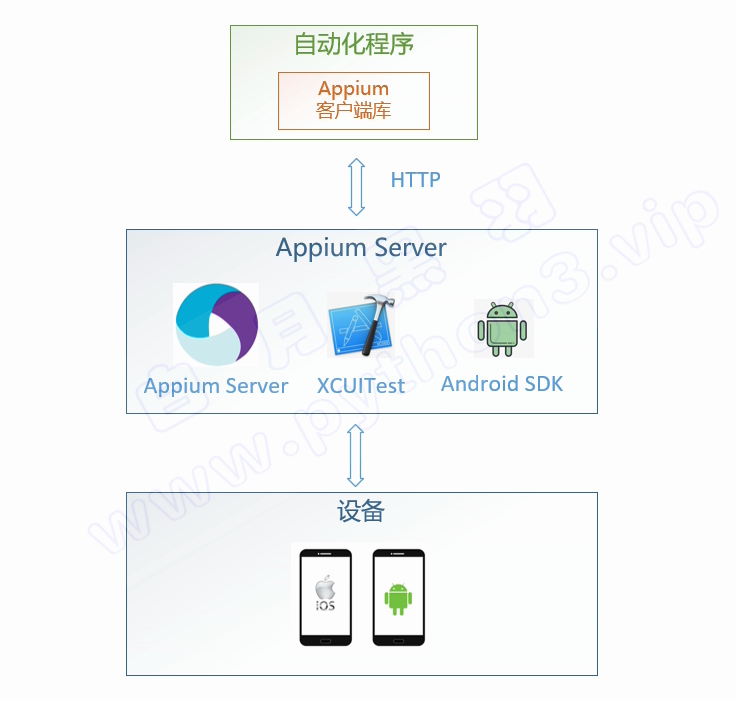 自动化程序
Appium
客户端库
HTTP
Appium Server
Appium Server
XCUITest
Android SDK
设备
iOS
白月黑羽
www.python3.vip